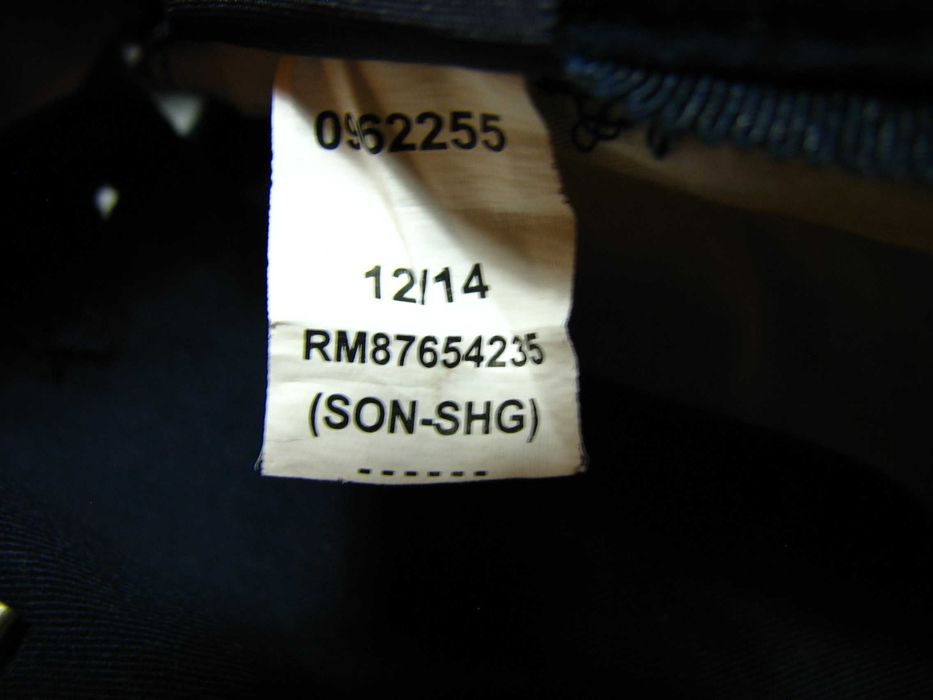 0962255
12/14
RM87654235
(SON-SHG)
------